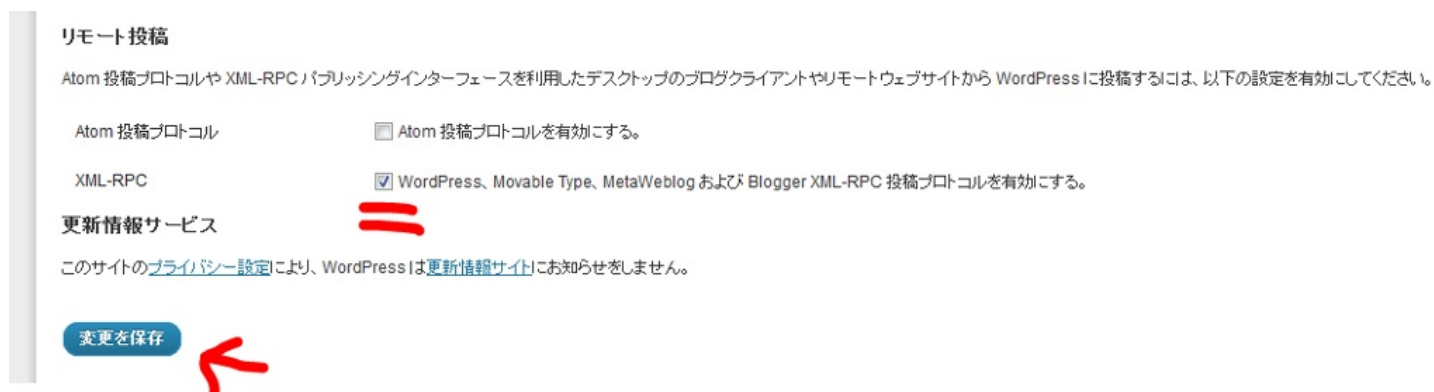 リモート投稿
Atom 投稿プロトコルや XML-RPC パブリッシングインターフェースを利用したデスクトップのブログクライアントやリモートウェブサイトから WordPress に投稿するには、以下の設定を有効にしてください。
Atom 投稿プロトコル Atom 投稿プロトコルを有効にする。
XML-RPC WordPress、Movable Type、MetaWeblog および Blogger XML-RPC 投稿プロトコルを有効にする。
更新情報サービス
このサイトのプライバシー設定により、WordPress は更新情報サイトにお知らせをしません。
変更を保存